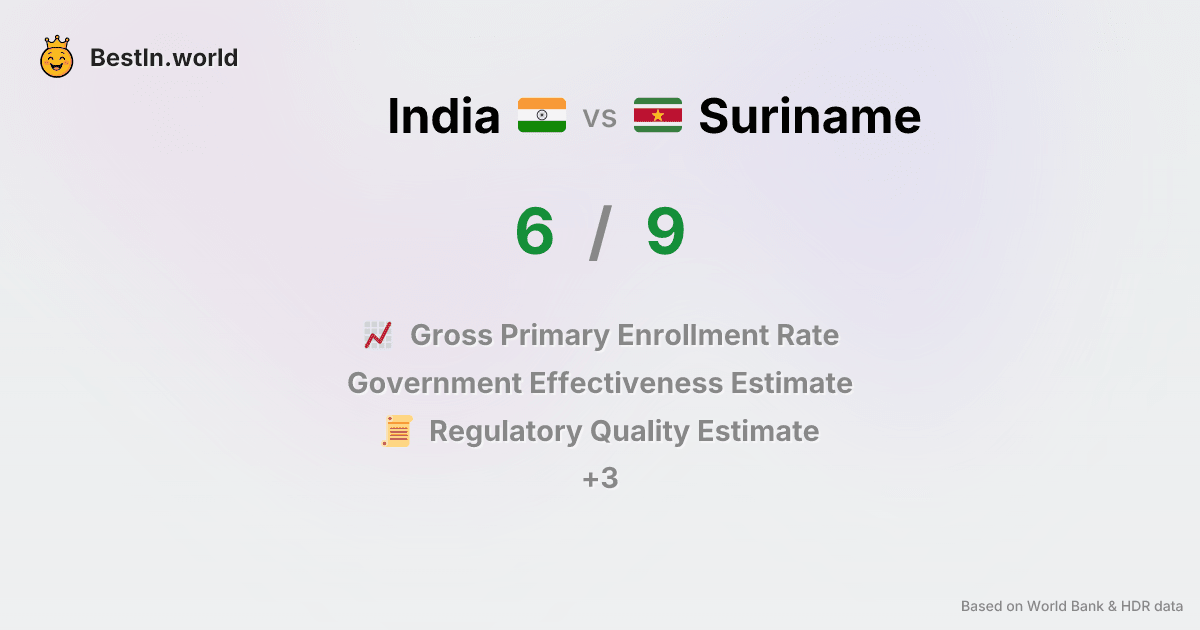 BestIn.world
India vs Suriname
6 / 9
Gross Primary Enrollment Rate
Government Effectiveness Estimate
Regulatory Quality Estimate
+3
Based on World Bank & HDR data